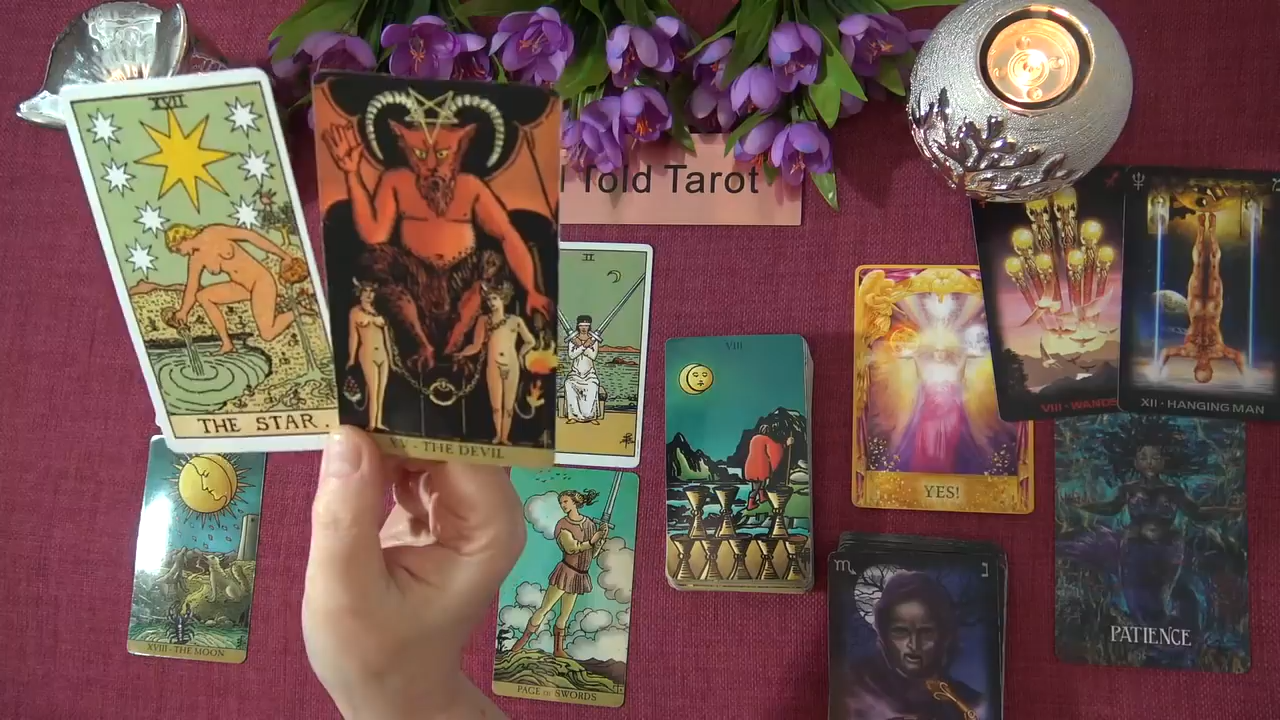 XVII
THE STAR.
XV - THE DEVIL
Told Tarot
II
VIII
YES!
VIII - WANDS
XII - HANGING MAN
PATIENCE
XVIII - THE MOON
PAGE OF SWORDS